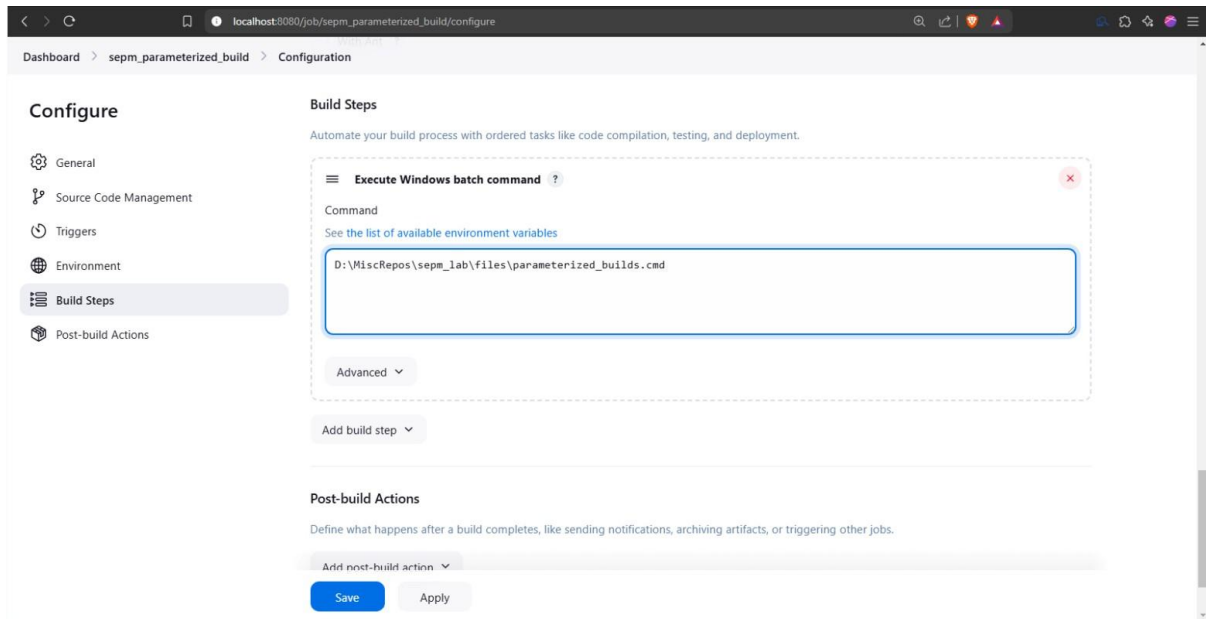 localhost:8080/job/sepm_parameterized_build/configure
With Ant ?
Dashboard > sepm_parameterized_build > Configuration
Configure
General
Source Code Management
Triggers
Environment
Build Steps
Post-build Actions
Build Steps
Automate your build process with ordered tasks like code compilation, testing, and deployment.
Execute Windows batch command ?
Command
See the list of available environment variables
D:\MiscRepos\sepm_lab\files\parameterized_builds.cmd
Advanced
Add build step
Post-build Actions
Define what happens after a build completes, like sending notifications, archiving artifacts, or triggering other jobs.
Add post-build action
Save Apply